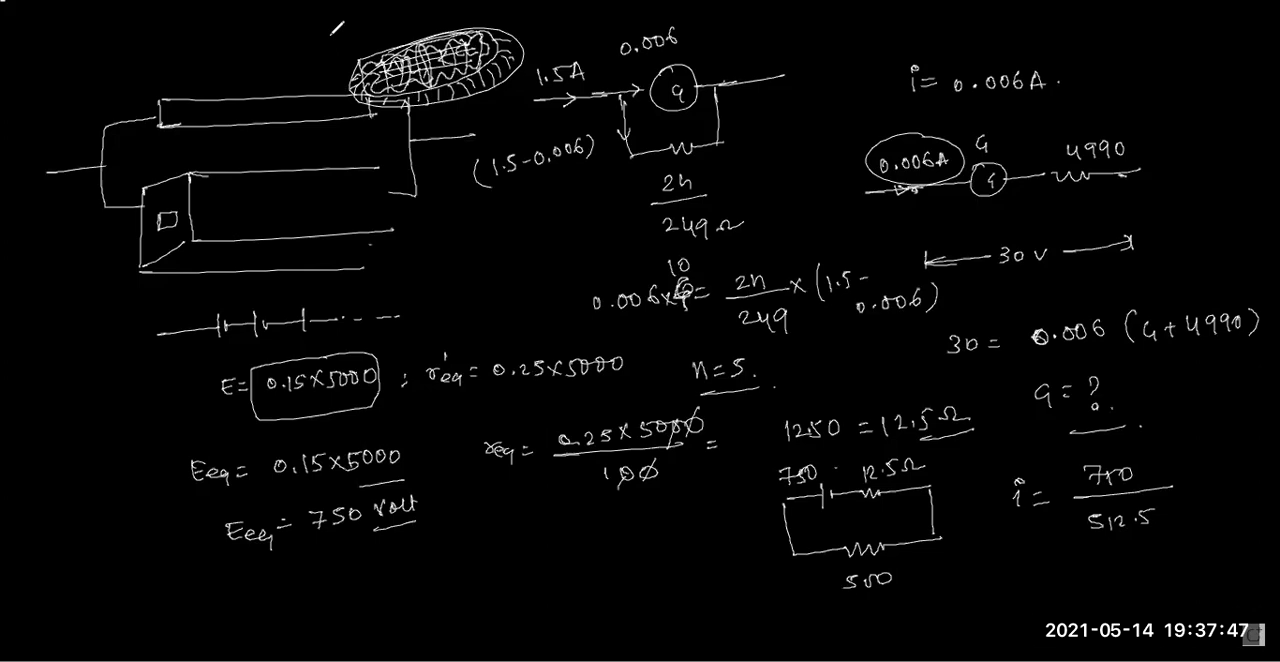 0.006
1.5A
G
(1.5-0.006)
2n
249Ω
i= 0.006A.
0.006A
G
G
4990
30 V
10
0.006× = 2n/249 × (1.5-0.006)
30 = 0.006 (G+4990)
G= ?
E= 0.15×5000 ; r'eq = 0.25×5000
n=5.
Eeq = 0.15×5000
req = 0.25×5000/100 = 1250 = 12.5Ω
Eeq = 750 volt
750
12.5Ω
500
i = 750/512.5
2021-05-14 19:37:47